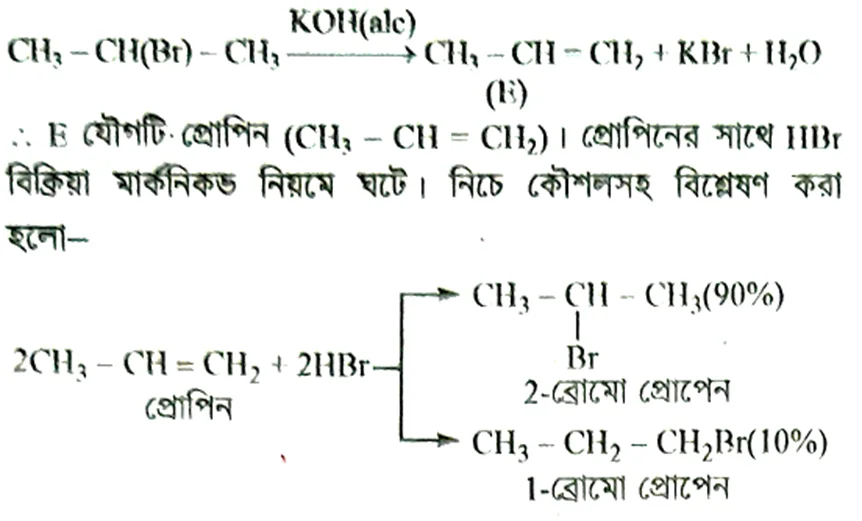 KOH(alc)
CH₃ – CH(Br) – CH₃ ⟶ CH₃ – CH – CH₂ + KBr + H₂O
(E)
∴ E যৌগটি প্রোপিন (CH₃ – CH = CH₂)। প্রোপিনের সাথে HBr
বিক্রিয়া মার্কনিকভ নিয়মে ঘটে। নিচে কৌশলসহ বিশ্লেষণ করা
হলো–
CH₃ – CH – CH₃(90%)
|
Br
2-ব্রোমো প্রোপেন
2CH₃ – CH = CH₂ + 2HBr
প্রোপিন
CH₃ – CH₂ – CH₂Br(10%)
1-ব্রোমো প্রোপেন